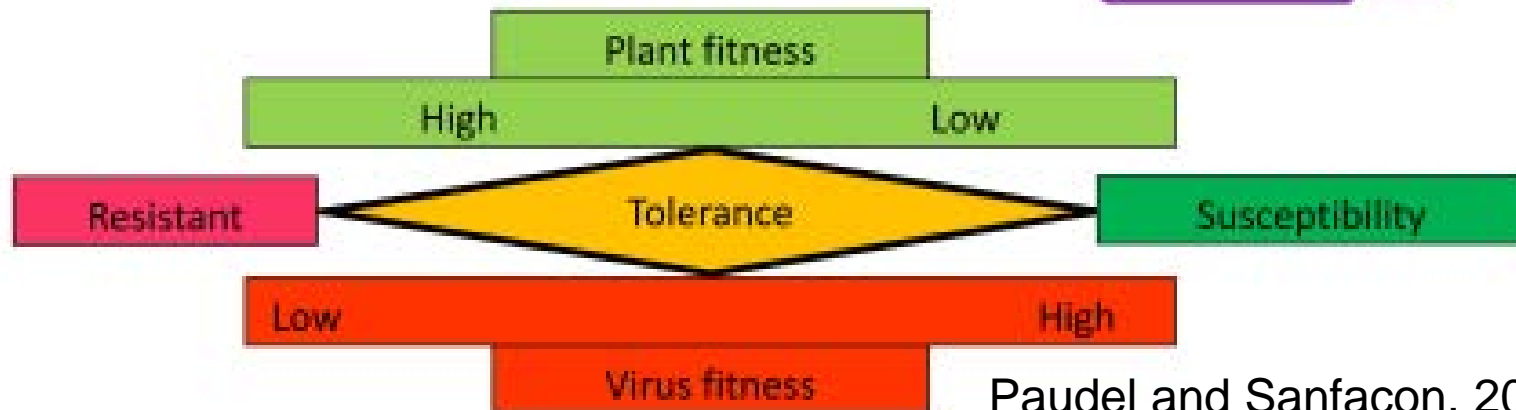 Plant fitness
High Low
Resistant Tolerance Susceptibility
Low High
Virus fitness
Paudel and Sanfacon, 20